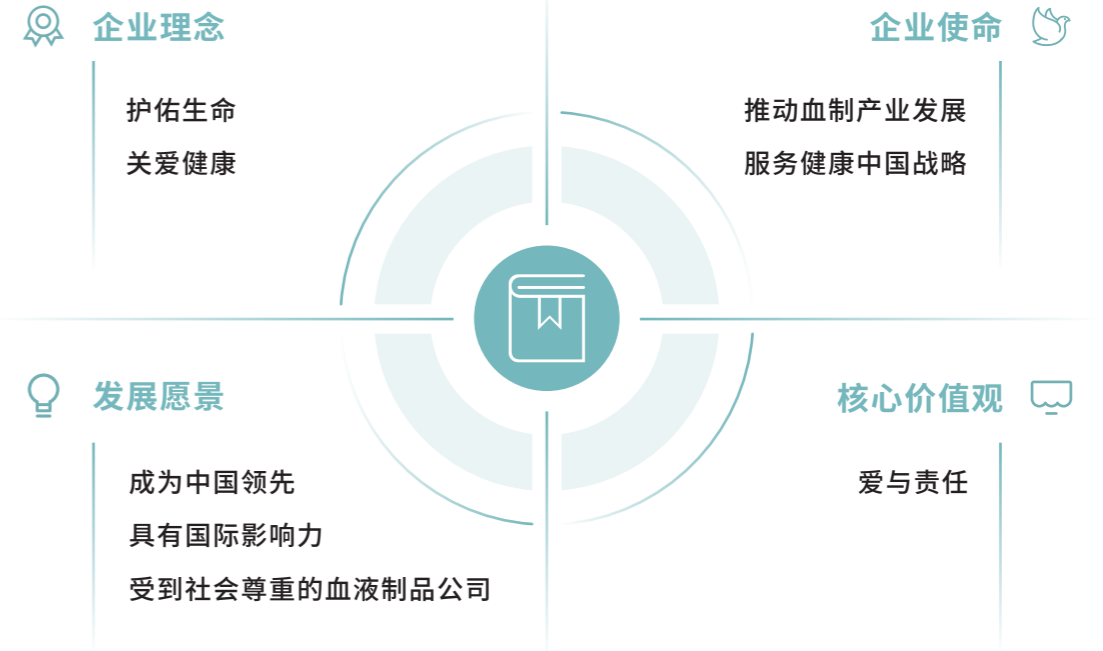 企业理念
护佑生命
关爱健康
企业使命
推动血制产业发展
服务健康中国战略
发展愿景
成为中国领先
具有国际影响力
受到社会尊重的血液制品公司
核心价值观
爱与责任